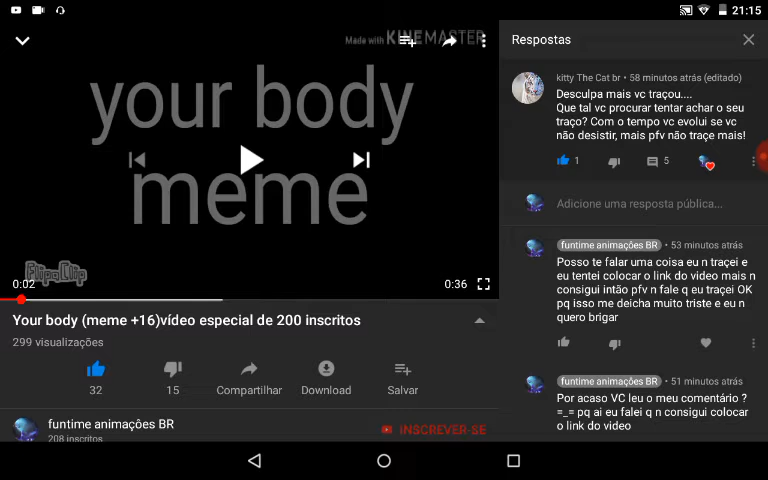 21:15
Made with KINEMASTER
your body
meme
FlipaClip
0:02
0:36
Your body (meme +16)vídeo especial de 200 inscritos
299 visualizações
32
15
Compartilhar
Download
Salvar
funtime animações BR
208 inscritos
INSCREVER-SE
Respostas
kitty The Cat br • 58 minutos atrás (editado)
Desculpa mais vc traçou....
Que tal vc procurar tentar achar o seu
traço? Com o tempo vc evolui se vc
não desistir, mais pfv não traçe mais!
1
5
Adicione uma resposta pública...
funtime animações BR • 53 minutos atrás
Posso te falar uma coisa eu n traçei e
eu tentei colocar o link do video mais n
consegui intão pfv n fale q eu traçei OK
pq isso me deicha muito triste e eu n
quero brigar
funtime animações BR • 51 minutos atrás
Por acaso VC leu o meu comentário ?
=_= pq ai eu falei q n consigui colocar
o link do video